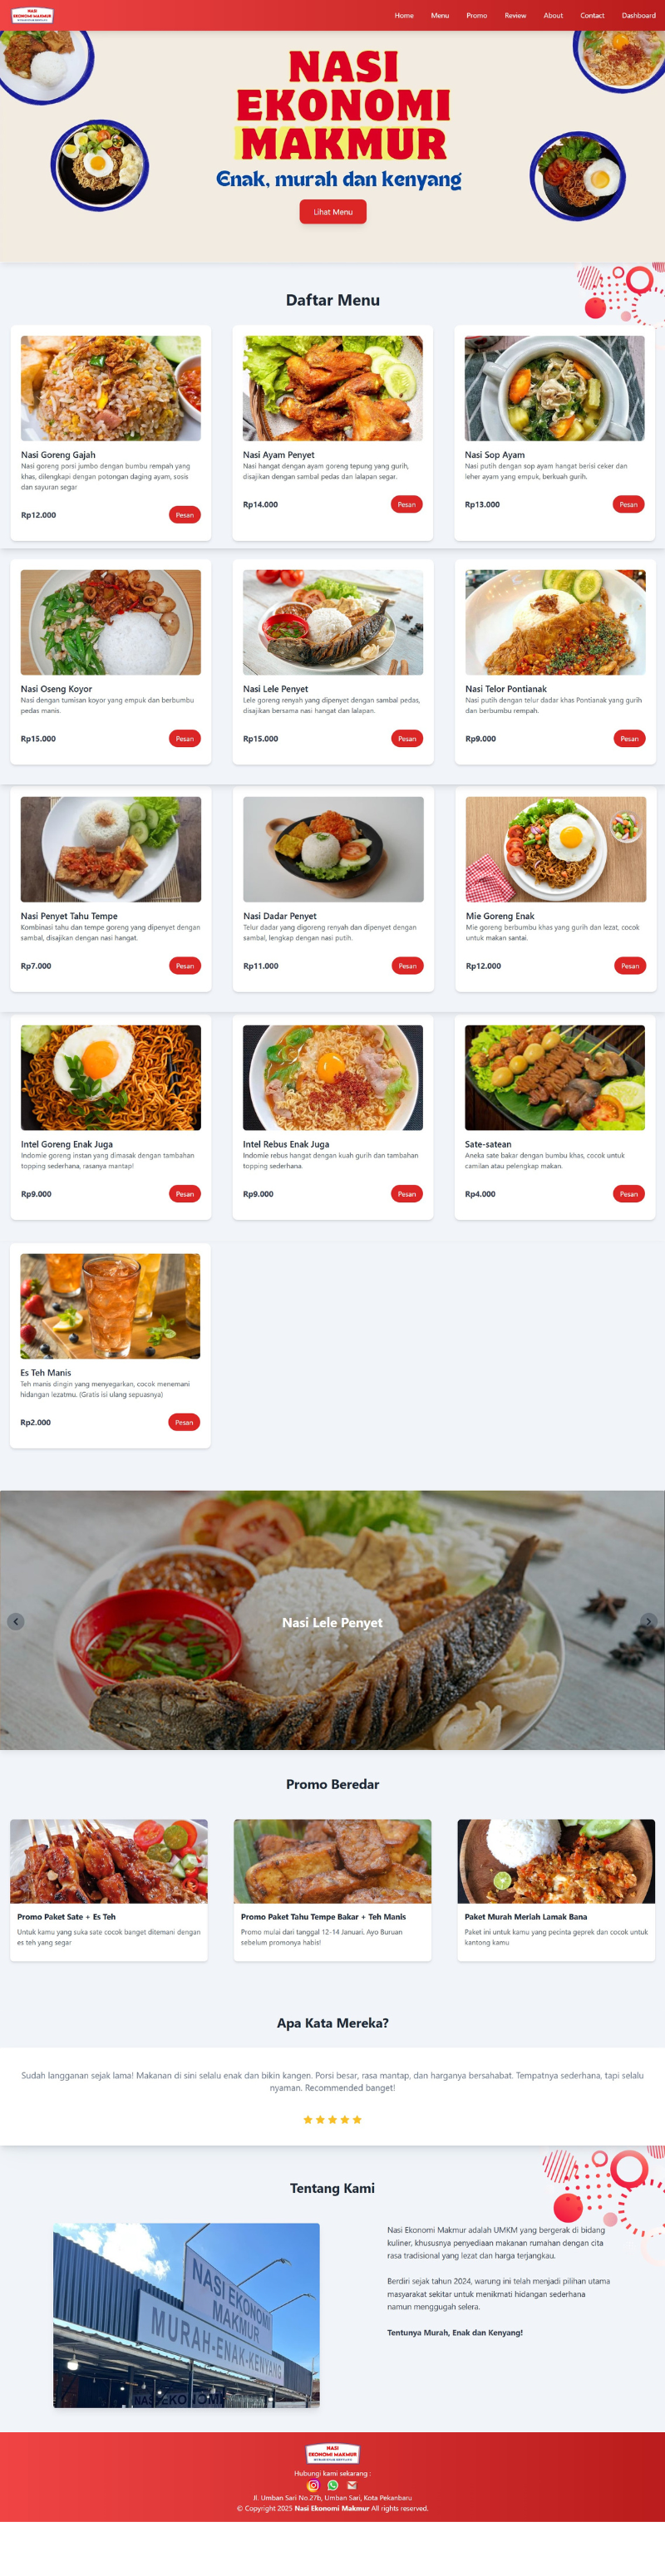 NASI
EKONOMI MAKMUR
Home Menu Promo Review About Contact Dashboard
NASI
EKONOMI
MAKMUR
Enak, murah dan kenyang
Lihat Menu
Daftar Menu
Nasi Goreng Gajah
Nasi goreng porsi jumbo dengan bumbu rempah yang
khas, dilengkapi dengan potongan daging ayam, sosis
dan sayuran segar
Rp12.000 Pesan
Nasi Ayam Penyet
Nasi hangat dengan ayam goreng tepung yang gurih,
disajikan dengan sambal pedas dan lalapan segar.
Rp14.000 Pesan
Nasi Sop Ayam
Nasi putih dengan sop ayam hangat berisi ceker dan
leher ayam yang empuk, berkuah gurih.
Rp13.000 Pesan
Nasi Oseng Koyor
Nasi dengan tumisan koyor yang empuk dan berbumbu
pedas manis.
Rp15.000 Pesan
Nasi Lele Penyet
Lele goreng renyah yang dipenyet dengan sambal pedas,
disajikan bersama nasi hangat dan lalapan.
Rp15.000 Pesan
Nasi Telor Pontianak
Nasi putih dengan telur dadar khas Pontianak yang gurih
dan berbumbu rempah.
Rp9.000 Pesan
Nasi Penyet Tahu Tempe
Kombinasi tahu dan tempe goreng yang dipenyet dengan
sambal, disajikan dengan nasi hangat.
Rp7.000 Pesan
Nasi Dadar Penyet
Telur dadar yang digoreng renyah dan dipenyet dengan
sambal, lengkap dengan nasi putih.
Rp11.000 Pesan
Mie Goreng Enak
Mie goreng berbumbu khas yang gurih dan lezat, cocok
untuk makan santai.
Rp12.000 Pesan
Intel Goreng Enak Juga
Indomie goreng instan yang dimasak dengan tambahan
topping sederhana, rasanya mantap!
Rp9.000 Pesan
Intel Rebus Enak Juga
Indomie rebus hangat dengan kuah gurih dan tambahan
topping sederhana.
Rp9.000 Pesan
Sate-satean
Aneka sate bakar dengan bumbu khas, cocok untuk
camilan atau pelengkap makan.
Rp4.000 Pesan
Es Teh Manis
Teh manis dingin yang menyegarkan, cocok menemani
hidangan lezatmu. (Gratis isi ulang sepuasnya)
Rp2.000 Pesan
Nasi Lele Penyet
Promo Beredar
Promo Paket Sate + Es Teh
Untuk kamu yang suka sate cocok banget ditemani dengan
es teh yang segar
Promo Paket Tahu Tempe Bakar + Teh Manis
Promo mulai dari tanggal 12-14 Januari. Ayo Buruan
sebelum promonya habis!
Paket Murah Meriah Lamak Bana
Paket ini untuk kamu yang pecinta geprek dan cocok untuk
kantong kamu
Apa Kata Mereka?
Sudah langganan sejak lama! Makanan di sini selalu enak dan bikin kangen. Porsi besar, rasa mantap, dan harganya bersahabat. Tempatnya sederhana, tapi selalu
nyaman. Recommended banget!
Tentang Kami
NASI EKONOMI
MAKMUR
MURAH-ENAK-KENYANG
Nasi Ekonomi Makmur adalah UMKM yang bergerak di bidang
kuliner, khususnya penyediaan makanan rumahan dengan cita
rasa tradisional yang lezat dan harga terjangkau.
Berdiri sejak tahun 2024, warung ini telah menjadi pilihan utama
masyarakat sekitar untuk menikmati hidangan sederhana
namun menggugah selera.
Tentunya Murah, Enak dan Kenyang!
NASI
EKONOMI MAKMUR
Hubungi kami sekarang :
Jl. Umban Sari No.27b, Umban Sari, Kota Pekanbaru
© Copyright 2025 Nasi Ekonomi Makmur All rights reserved.